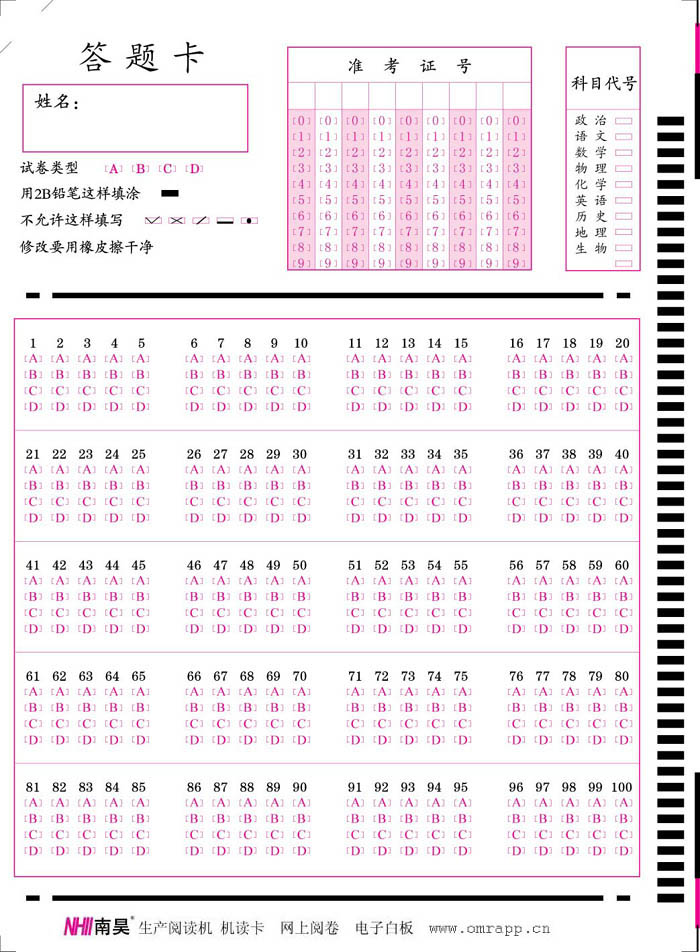 答题卡
姓名：
试卷类型 [A] [B] [C] [D]
用2B铅笔这样填涂
不允许这样填写
修改要用橡皮擦干净
准考证号
[0] [0] [0] [0] [0] [0] [0] [0] [0]
[1] [1] [1] [1] [1] [1] [1] [1] [1]
[2] [2] [2] [2] [2] [2] [2] [2] [2]
[3] [3] [3] [3] [3] [3] [3] [3] [3]
[4] [4] [4] [4] [4] [4] [4] [4] [4]
[5] [5] [5] [5] [5] [5] [5] [5] [5]
[6] [6] [6] [6] [6] [6] [6] [6] [6]
[7] [7] [7] [7] [7] [7] [7] [7] [7]
[8] [8] [8] [8] [8] [8] [8] [8] [8]
[9] [9] [9] [9] [9] [9] [9] [9] [9]
科目代号
政治
语文
数学
物理
化学
英语
历史
地理
生物
1 2 3 4 5 6 7 8 9 10 11 12 13 14 15 16 17 18 19 20
[A] [A] [A] [A] [A] [A] [A] [A] [A] [A] [A] [A] [A] [A] [A] [A] [A] [A] [A] [A]
[B] [B] [B] [B] [B] [B] [B] [B] [B] [B] [B] [B] [B] [B] [B] [B] [B] [B] [B] [B]
[C] [C] [C] [C] [C] [C] [C] [C] [C] [C] [C] [C] [C] [C] [C] [C] [C] [C] [C] [C]
[D] [D] [D] [D] [D] [D] [D] [D] [D] [D] [D] [D] [D] [D] [D] [D] [D] [D] [D] [D]
21 22 23 24 25 26 27 28 29 30 31 32 33 34 35 36 37 38 39 40
[A] [A] [A] [A] [A] [A] [A] [A] [A] [A] [A] [A] [A] [A] [A] [A] [A] [A] [A] [A]
[B] [B] [B] [B] [B] [B] [B] [B] [B] [B] [B] [B] [B] [B] [B] [B] [B] [B] [B] [B]
[C] [C] [C] [C] [C] [C] [C] [C] [C] [C] [C] [C] [C] [C] [C] [C] [C] [C] [C] [C]
[D] [D] [D] [D] [D] [D] [D] [D] [D] [D] [D] [D] [D] [D] [D] [D] [D] [D] [D] [D]
41 42 43 44 45 46 47 48 49 50 51 52 53 54 55 56 57 58 59 60
[A] [A] [A] [A] [A] [A] [A] [A] [A] [A] [A] [A] [A] [A] [A] [A] [A] [A] [A] [A]
[B] [B] [B] [B] [B] [B] [B] [B] [B] [B] [B] [B] [B] [B] [B] [B] [B] [B] [B] [B]
[C] [C] [C] [C] [C] [C] [C] [C] [C] [C] [C] [C] [C] [C] [C] [C] [C] [C] [C] [C]
[D] [D] [D] [D] [D] [D] [D] [D] [D] [D] [D] [D] [D] [D] [D] [D] [D] [D] [D] [D]
61 62 63 64 65 66 67 68 69 70 71 72 73 74 75 76 77 78 79 80
[A] [A] [A] [A] [A] [A] [A] [A] [A] [A] [A] [A] [A] [A] [A] [A] [A] [A] [A] [A]
[B] [B] [B] [B] [B] [B] [B] [B] [B] [B] [B] [B] [B] [B] [B] [B] [B] [B] [B] [B]
[C] [C] [C] [C] [C] [C] [C] [C] [C] [C] [C] [C] [C] [C] [C] [C] [C] [C] [C] [C]
[D] [D] [D] [D] [D] [D] [D] [D] [D] [D] [D] [D] [D] [D] [D] [D] [D] [D] [D] [D]
81 82 83 84 85 86 87 88 89 90 91 92 93 94 95 96 97 98 99 100
[A] [A] [A] [A] [A] [A] [A] [A] [A] [A] [A] [A] [A] [A] [A] [A] [A] [A] [A] [A]
[B] [B] [B] [B] [B] [B] [B] [B] [B] [B] [B] [B] [B] [B] [B] [B] [B] [B] [B] [B]
[C] [C] [C] [C] [C] [C] [C] [C] [C] [C] [C] [C] [C] [C] [C] [C] [C] [C] [C] [C]
[D] [D] [D] [D] [D] [D] [D] [D] [D] [D] [D] [D] [D] [D] [D] [D] [D] [D] [D] [D]
NHII南昊® 生产阅读机 机读卡 网上阅卷 电子白板 www.omrapp.cn